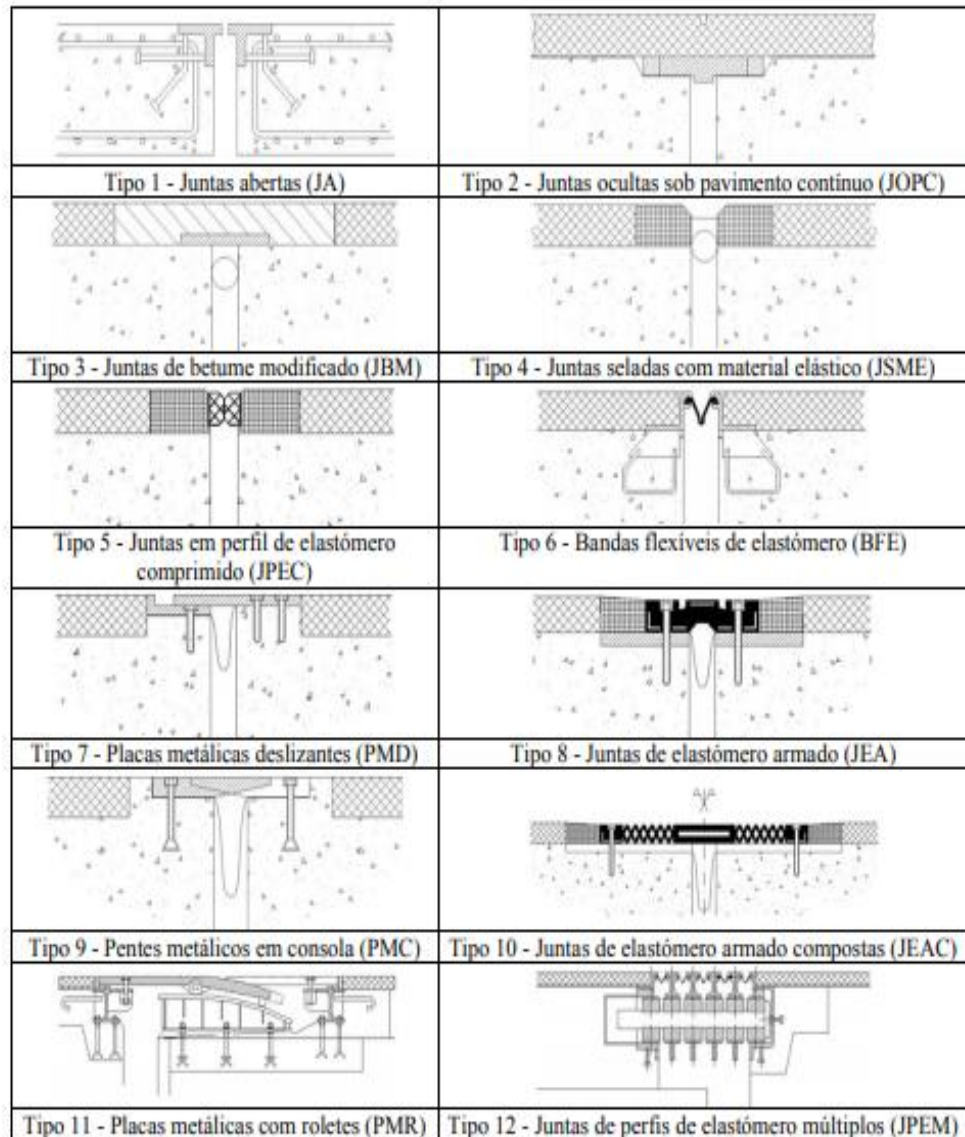 Tipo 1 - Juntas abertas (JA)
Tipo 2 - Juntas ocultas sob pavimento contínuo (JOPC)
Tipo 3 - Juntas de betume modificado (JBM)
Tipo 4 - Juntas seladas com material elástico (JSME)
Tipo 5 - Juntas em perfil de elastómero
comprimido (JPEC)
Tipo 6 - Bandas flexíveis de elastómero (BFE)
Tipo 7 - Placas metálicas deslizantes (PMD)
Tipo 8 - Juntas de elastómero armado (JEA)
Tipo 9 - Pentes metálicos em consola (PMC)
Tipo 10 - Juntas de elastómero armado compostas (JEAC)
Tipo 11 - Placas metálicas com roletes (PMR)
Tipo 12 - Juntas de perfis de elastómero múltiplos (JPEM)